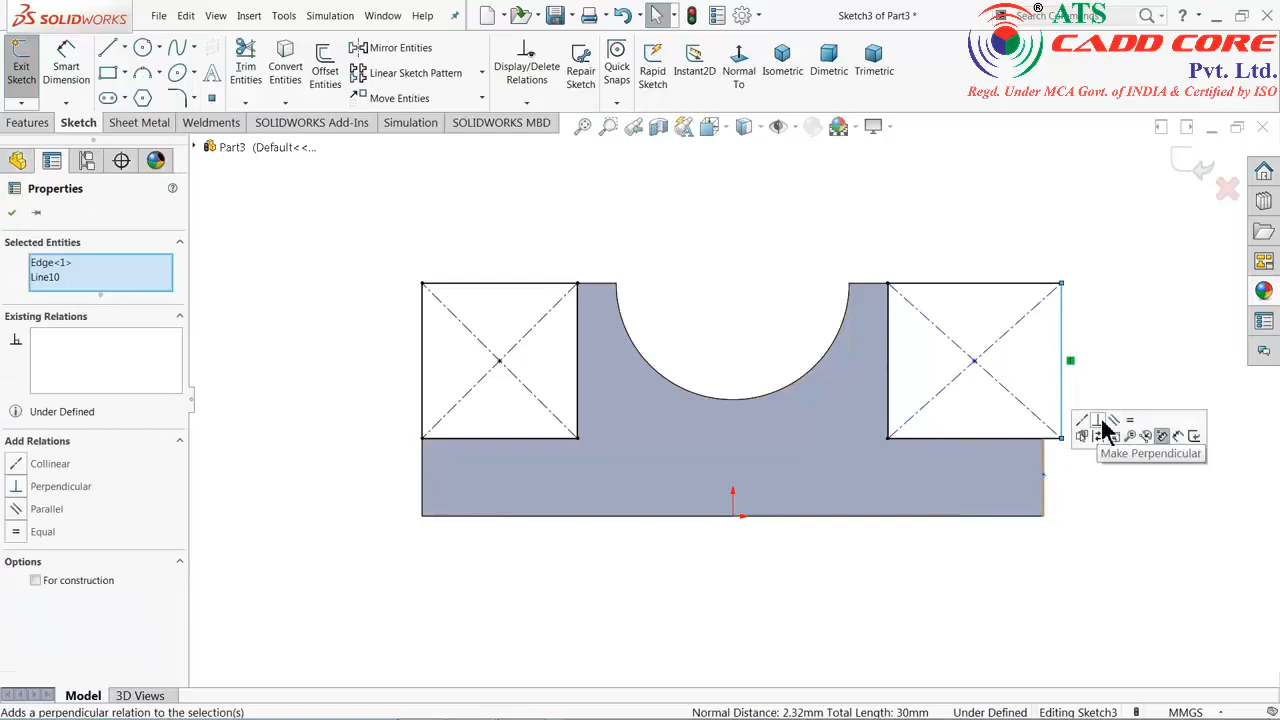 SOLIDWORKS
File Edit View Insert Tools Simulation Window Help
Sketch3 of Part3 *
Search Commands
® ATS
CADD CORE
Pvt. Ltd.
Regd. Under MCA Govt. of INDIA & Certified by ISO
Exit Sketch
Smart Dimension
Trim Entities
Convert Entities
Offset Entities
Mirror Entities
Linear Sketch Pattern
Move Entities
Display/Delete Relations
Repair Sketch
Quick Snaps
Rapid Sketch
Instant2D
Normal To
Isometric
Dimetric
Trimetric
Features Sketch Sheet Metal Weldments SOLIDWORKS Add-Ins Simulation SOLIDWORKS MBD
Part3 (Default<<...
Properties
Selected Entities
Edge<1>
Line10
Existing Relations
Under Defined
Add Relations
Collinear
Perpendicular
Parallel
Equal
Options
For construction
Make Perpendicular
Model 3D Views
Adds a perpendicular relation to the selection(s)
Normal Distance: 2.32mm Total Length: 30mm Under Defined Editing Sketch3 MMGS